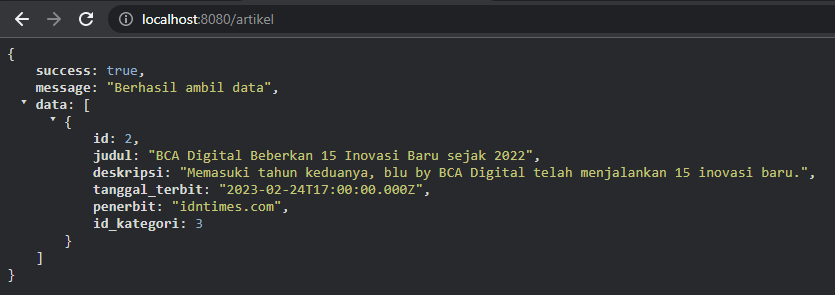 localhost:8080/artikel
{
success: true,
message: "Berhasil ambil data",
data: [
{
id: 2,
judul: "BCA Digital Beberkan 15 Inovasi Baru sejak 2022",
deskripsi: "Memasuki tahun keduanya, blu by BCA Digital telah menjalankan 15 inovasi baru.",
tanggal_terbit: "2023-02-24T17:00:00.000Z",
penerbit: "idntimes.com",
id_kategori: 3
}
]
}